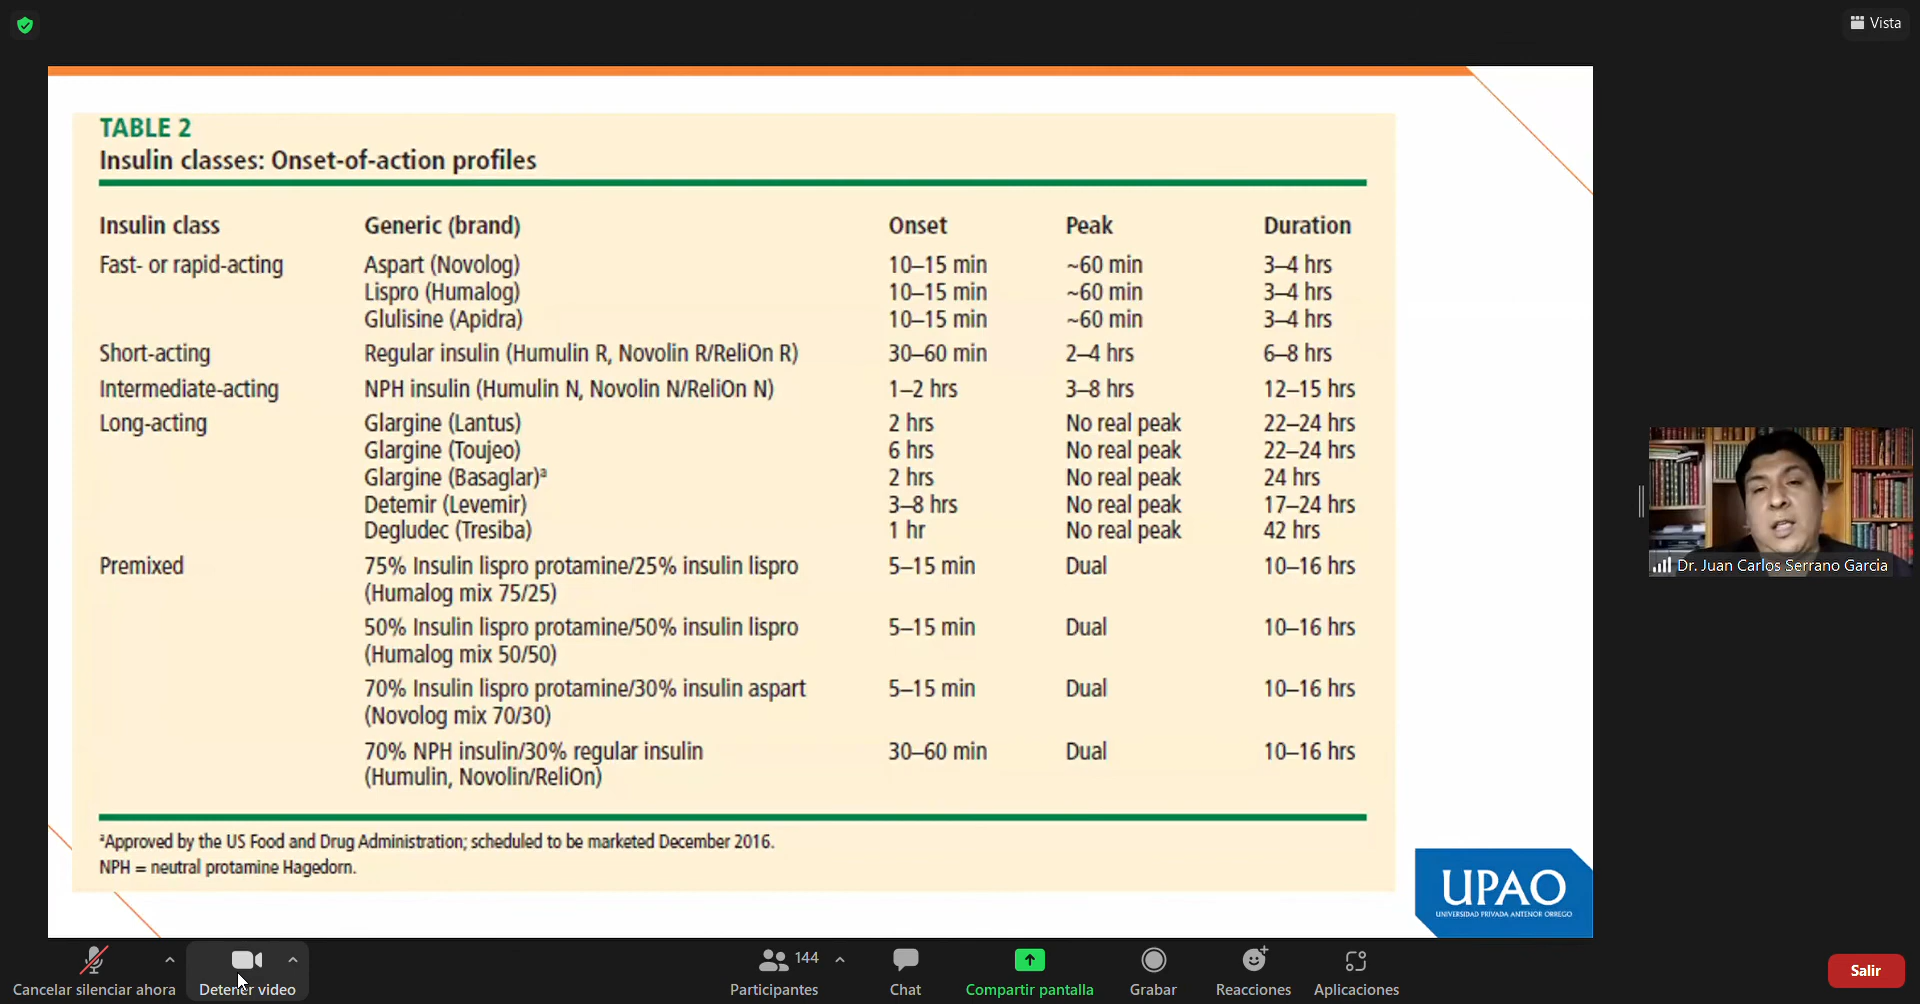 Vista
TABLE 2
Insulin classes: Onset-of-action profiles
Insulin class Generic (brand) Onset Peak Duration
Fast- or rapid-acting Aspart (Novolog) 10–15 min ~60 min 3–4 hrs
Lispro (Humalog) 10–15 min ~60 min 3–4 hrs
Glulisine (Apidra) 10–15 min ~60 min 3–4 hrs
Short-acting Regular insulin (Humulin R, Novolin R/ReliOn R) 30–60 min 2–4 hrs 6–8 hrs
Intermediate-acting NPH insulin (Humulin N, Novolin N/ReliOn N) 1–2 hrs 3–8 hrs 12–15 hrs
Long-acting Glargine (Lantus) 2 hrs No real peak 22–24 hrs
Glargine (Toujeo) 6 hrs No real peak 22–24 hrs
Glargine (Basaglar)ª 2 hrs No real peak 24 hrs
Detemir (Levemir) 3–8 hrs No real peak 17–24 hrs
Degludec (Tresiba) 1 hr No real peak 42 hrs
Premixed 75% Insulin lispro protamine/25% insulin lispro 5–15 min Dual 10–16 hrs
(Humalog mix 75/25)
50% Insulin lispro protamine/50% insulin lispro 5–15 min Dual 10–16 hrs
(Humalog mix 50/50)
70% Insulin lispro protamine/30% insulin aspart 5–15 min Dual 10–16 hrs
(Novolog mix 70/30)
70% NPH insulin/30% regular insulin 30–60 min Dual 10–16 hrs
(Humulin, Novolin/ReliOn)
ªApproved by the US Food and Drug Administration; scheduled to be marketed December 2016.
NPH = neutral protamine Hagedorn.
UPAO
UNIVERSIDAD PRIVADA ANTENOR ORREGO
Dr. Juan Carlos Serrano Garcia
Cancelar silenciar ahora
Detener video
144
Participantes
Chat
Compartir pantalla
Grabar
Reacciones
Aplicaciones
Salir